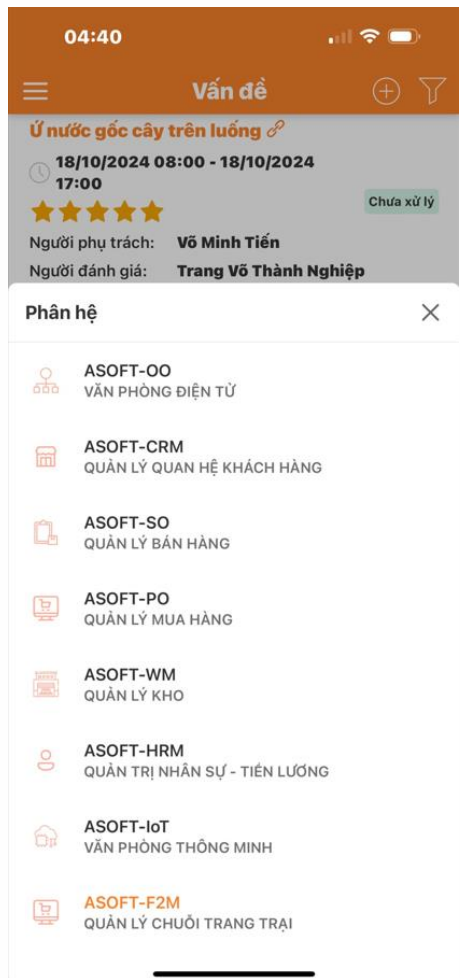 04:40
Vấn đề
Ứ nước gốc cây trên luống
18/10/2024 08:00 - 18/10/2024
17:00
Chưa xử lý
Người phụ trách: Võ Minh Tiến
Người đánh giá: Trang Võ Thành Nghiệp
Phân hệ
ASOFT-OO
VĂN PHÒNG ĐIỆN TỬ
ASOFT-CRM
QUẢN LÝ QUAN HỆ KHÁCH HÀNG
ASOFT-SO
QUẢN LÝ BÁN HÀNG
ASOFT-PO
QUẢN LÝ MUA HÀNG
ASOFT-WM
QUẢN LÝ KHO
ASOFT-HRM
QUẢN TRỊ NHÂN SỰ - TIỀN LƯƠNG
ASOFT-IoT
VĂN PHÒNG THÔNG MINH
ASOFT-F2M
QUẢN LÝ CHUỖI TRANG TRẠI